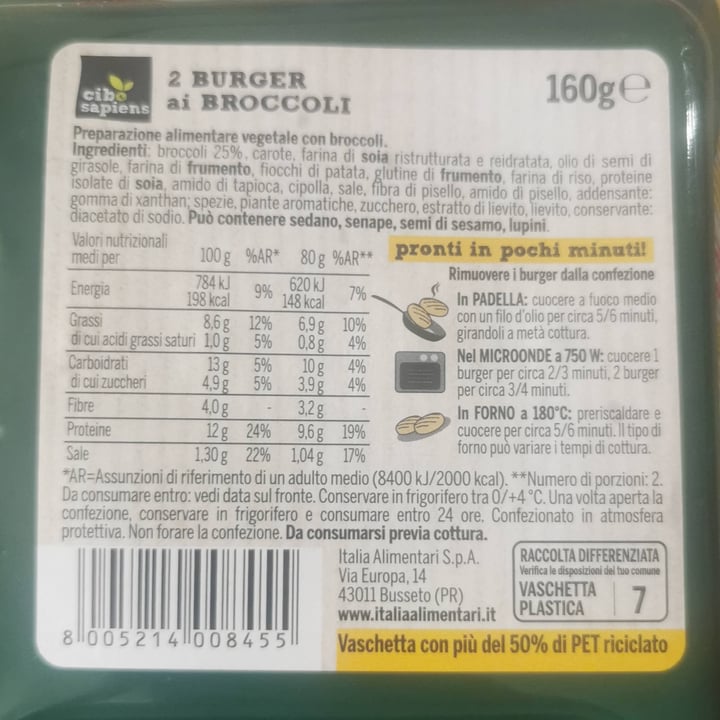 cibo
sapiens
2 BURGER
ai BROCCOLI
160g e
Preparazione alimentare vegetale con broccoli.
Ingredienti: broccoli 25%, carote, farina di soia ristrutturata e reidratata, olio di semi di
girasole, farina di frumento, fiocchi di patata, glutine di frumento, farina di riso, proteine
isolate di soia, amido di tapioca, cipolla, sale, fibra di pisello, amido di pisello, addensante:
gomma di xanthan; spezie, piante aromatiche, zucchero, estratto di lievito, lievito, conservante:
diacetato di sodio. Può contenere sedano, senape, semi di sesamo, lupini.
Valori nutrizionali
medi per 100 g %AR* 80 g %AR**
Energia 784 kJ 198 kcal 9% 620 kJ 148 kcal 7%
Grassi 8,6 g 12% 6,9 g 10%
di cui acidi grassi saturi 1,0 g 5% 0,8 g 4%
Carboidrati 13 g 5% 10 g 4%
di cui zuccheri 4,9 g 5% 3,9 g 4%
Fibre 4,0 g - 3,2 g -
Proteine 12 g 24% 9,6 g 19%
Sale 1,30 g 22% 1,04 g 17%
pronti in pochi minuti!
Rimuovere i burger dalla confezione
In PADELLA: cuocere a fuoco medio
con un filo d'olio per circa 5/6 minuti,
girandoli a metà cottura.
Nel MICROONDE a 750 W: cuocere 1
burger per circa 2/3 minuti, 2 burger
per circa 3/4 minuti.
In FORNO a 180°C: preriscaldare e
cuocere per circa 5/6 minuti. Il tipo di
forno può variare i tempi di cottura.
*AR=Assunzioni di riferimento di un adulto medio (8400 kJ/2000 kcal). **Numero di porzioni: 2.
Da consumare entro: vedi data sul fronte. Conservare in frigorifero tra 0/+4 °C. Una volta aperta la
confezione, conservare in frigorifero e consumare entro 24 ore. Confezionato in atmosfera
protettiva. Non forare la confezione. Da consumarsi previa cottura.
8 005214 008455
Italia Alimentari S.p.A.
Via Europa, 14
43011 Busseto (PR)
www.italiaalimentari.it
RACCOLTA DIFFERENZIATA
Verifica le disposizioni del tuo comune
VASCHETTA
PLASTICA 7
Vaschetta con più del 50% di PET riciclato